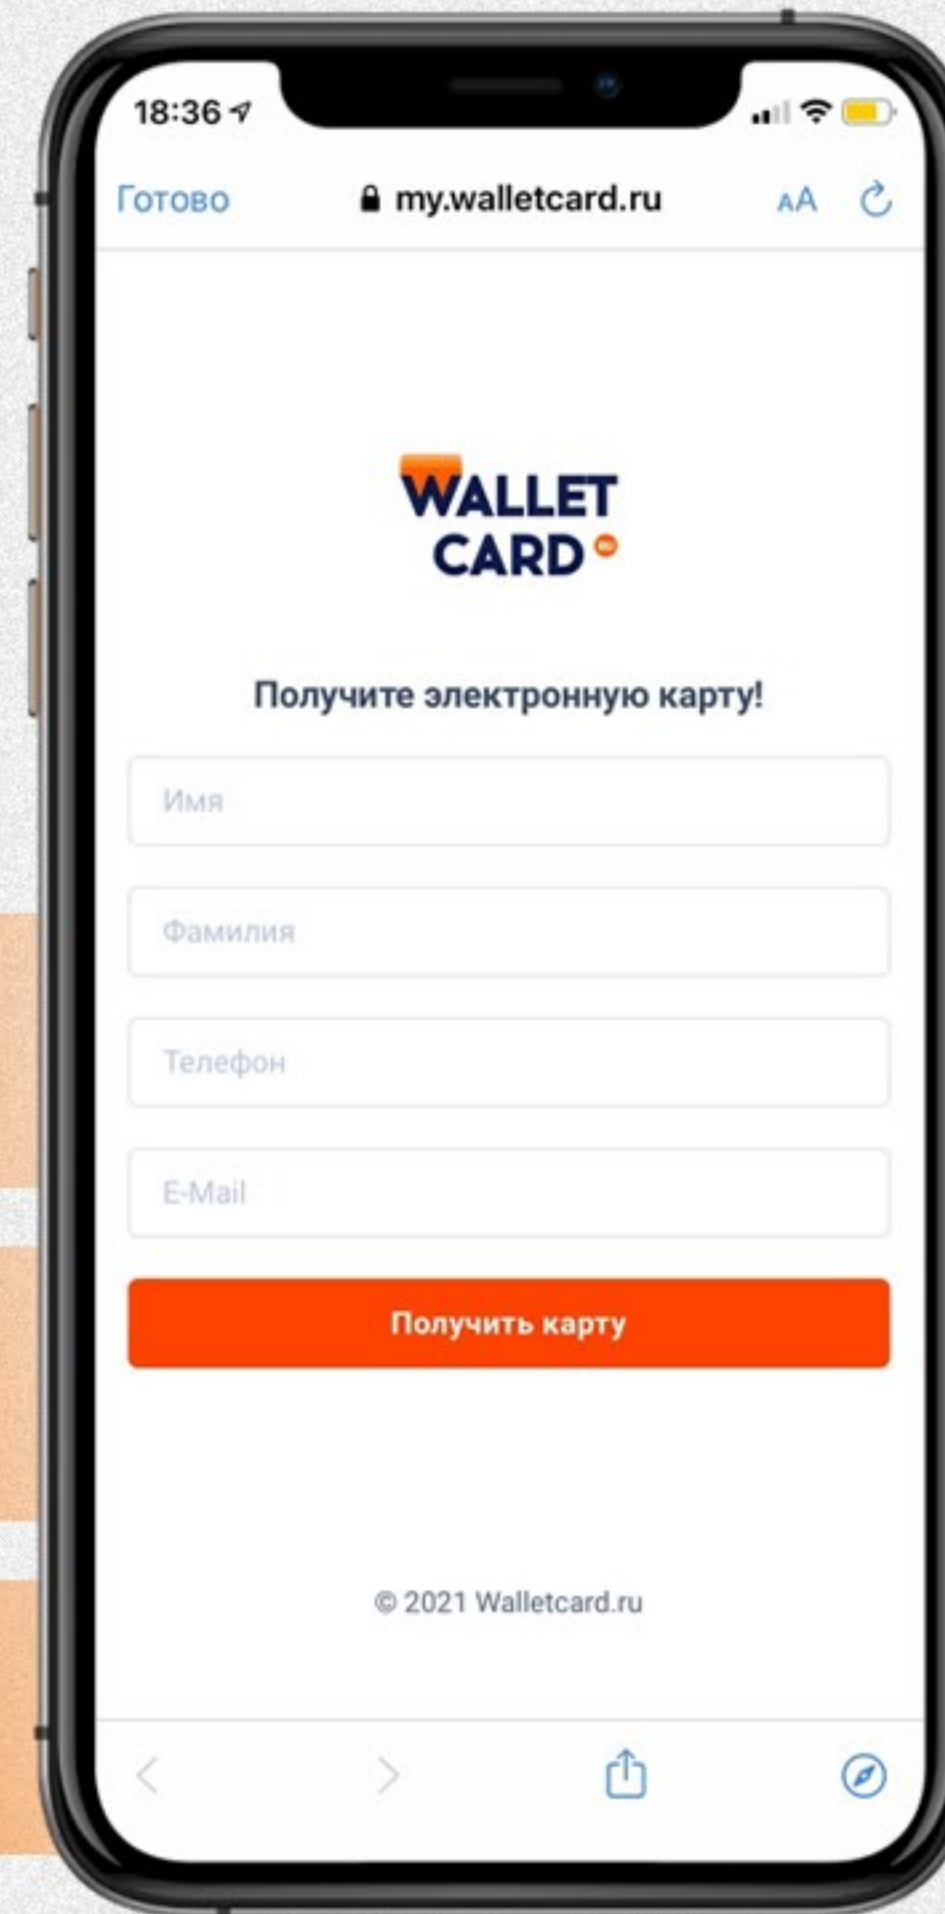 18:36
Готово
my.walletcard.ru
AA
WALLET
CARD
Получите электронную карту!
Имя
Фамилия
Телефон
E-Mail
Получить карту
© 2021 Walletcard.ru